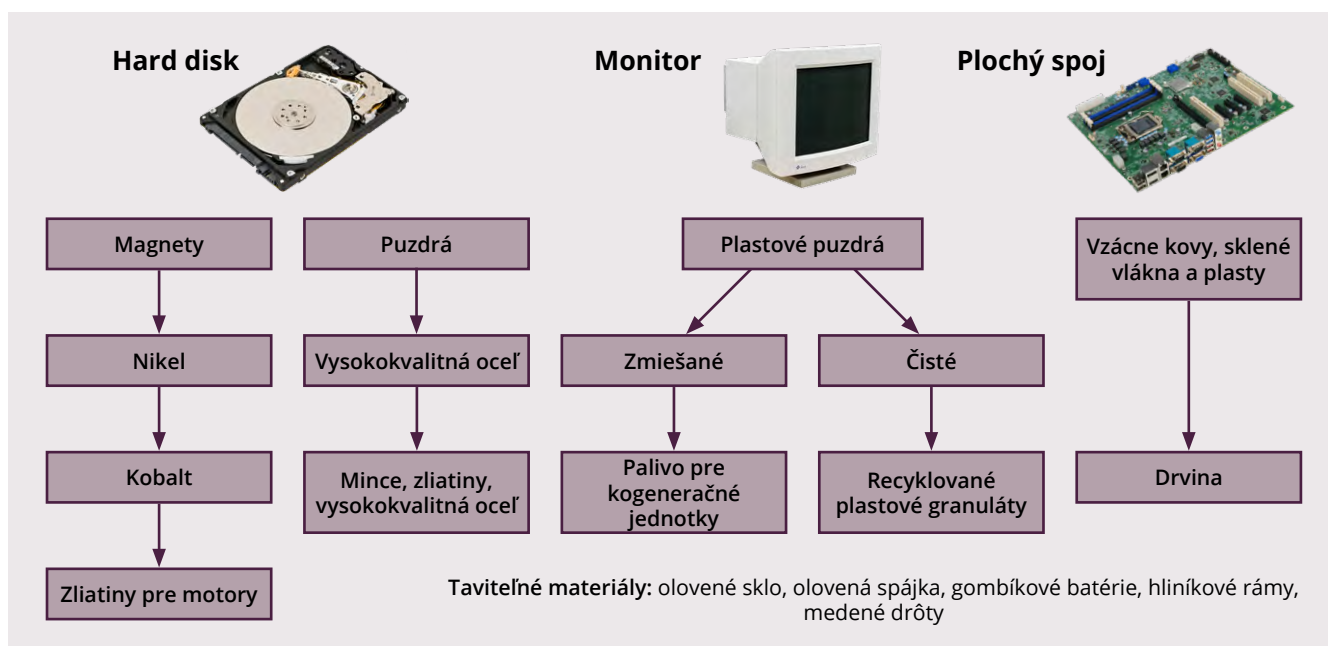 Hard disk
Monitor
Plochý spoj
Magnety
Puzdrá
Plastové puzdrá
Vzácne kovy, sklené
vlákna a plasty
Nikel
Vysokokvalitná oceľ
Zmiešané
Čisté
Kobalt
Mince, zliatiny,
vysokokvalitná oceľ
Palivo pre
kogeneračné
jednotky
Recyklované
plastové granuláty
Drvina
Zliatiny pre motory
Taviteľné materiály: olovené sklo, olovená spájka, gombíkové batérie, hliníkové rámy,
medené drôty